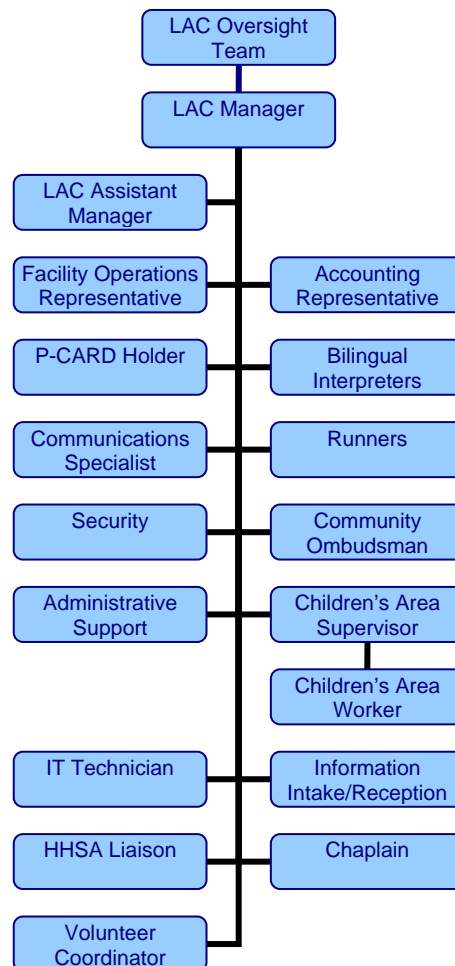 LAC Oversight
Team
LAC Manager
LAC Assistant
Manager
Facility Operations
Representative
Accounting
Representative
P-CARD Holder
Bilingual
Interpreters
Communications
Specialist
Runners
Security
Community
Ombudsman
Administrative
Support
Children's Area
Supervisor
Children's Area
Worker
IT Technician
Information
Intake/Reception
HHSA Liaison
Chaplain
Volunteer
Coordinator